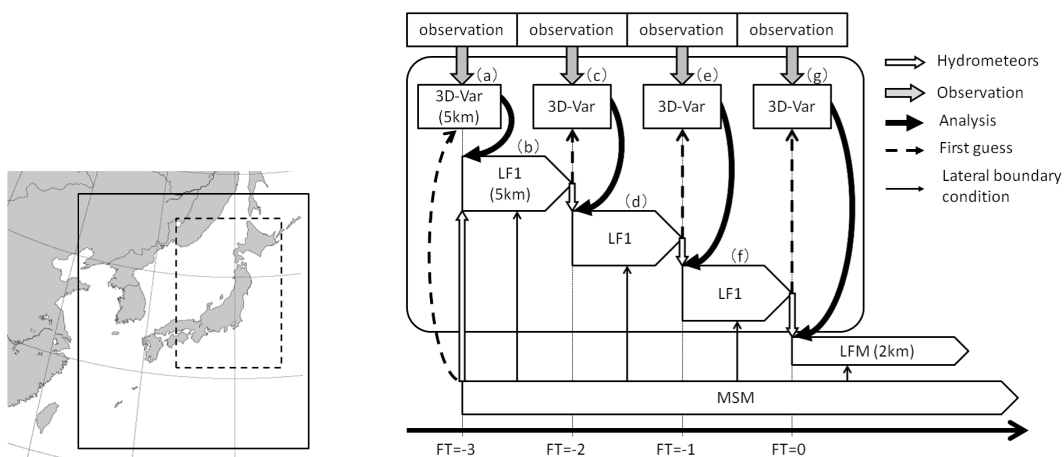 observation observation observation observation
(a) (c) (e) (g)
3D-Var
(5km)
3D-Var
3D-Var
3D-Var
Hydrometeors
Observation
Analysis
First guess
Lateral boundary
condition
(b)
LF1
(5km)
(d)
LF1
(f)
LF1
LFM (2km)
MSM
FT=-3 FT=-2 FT=-1 FT=0